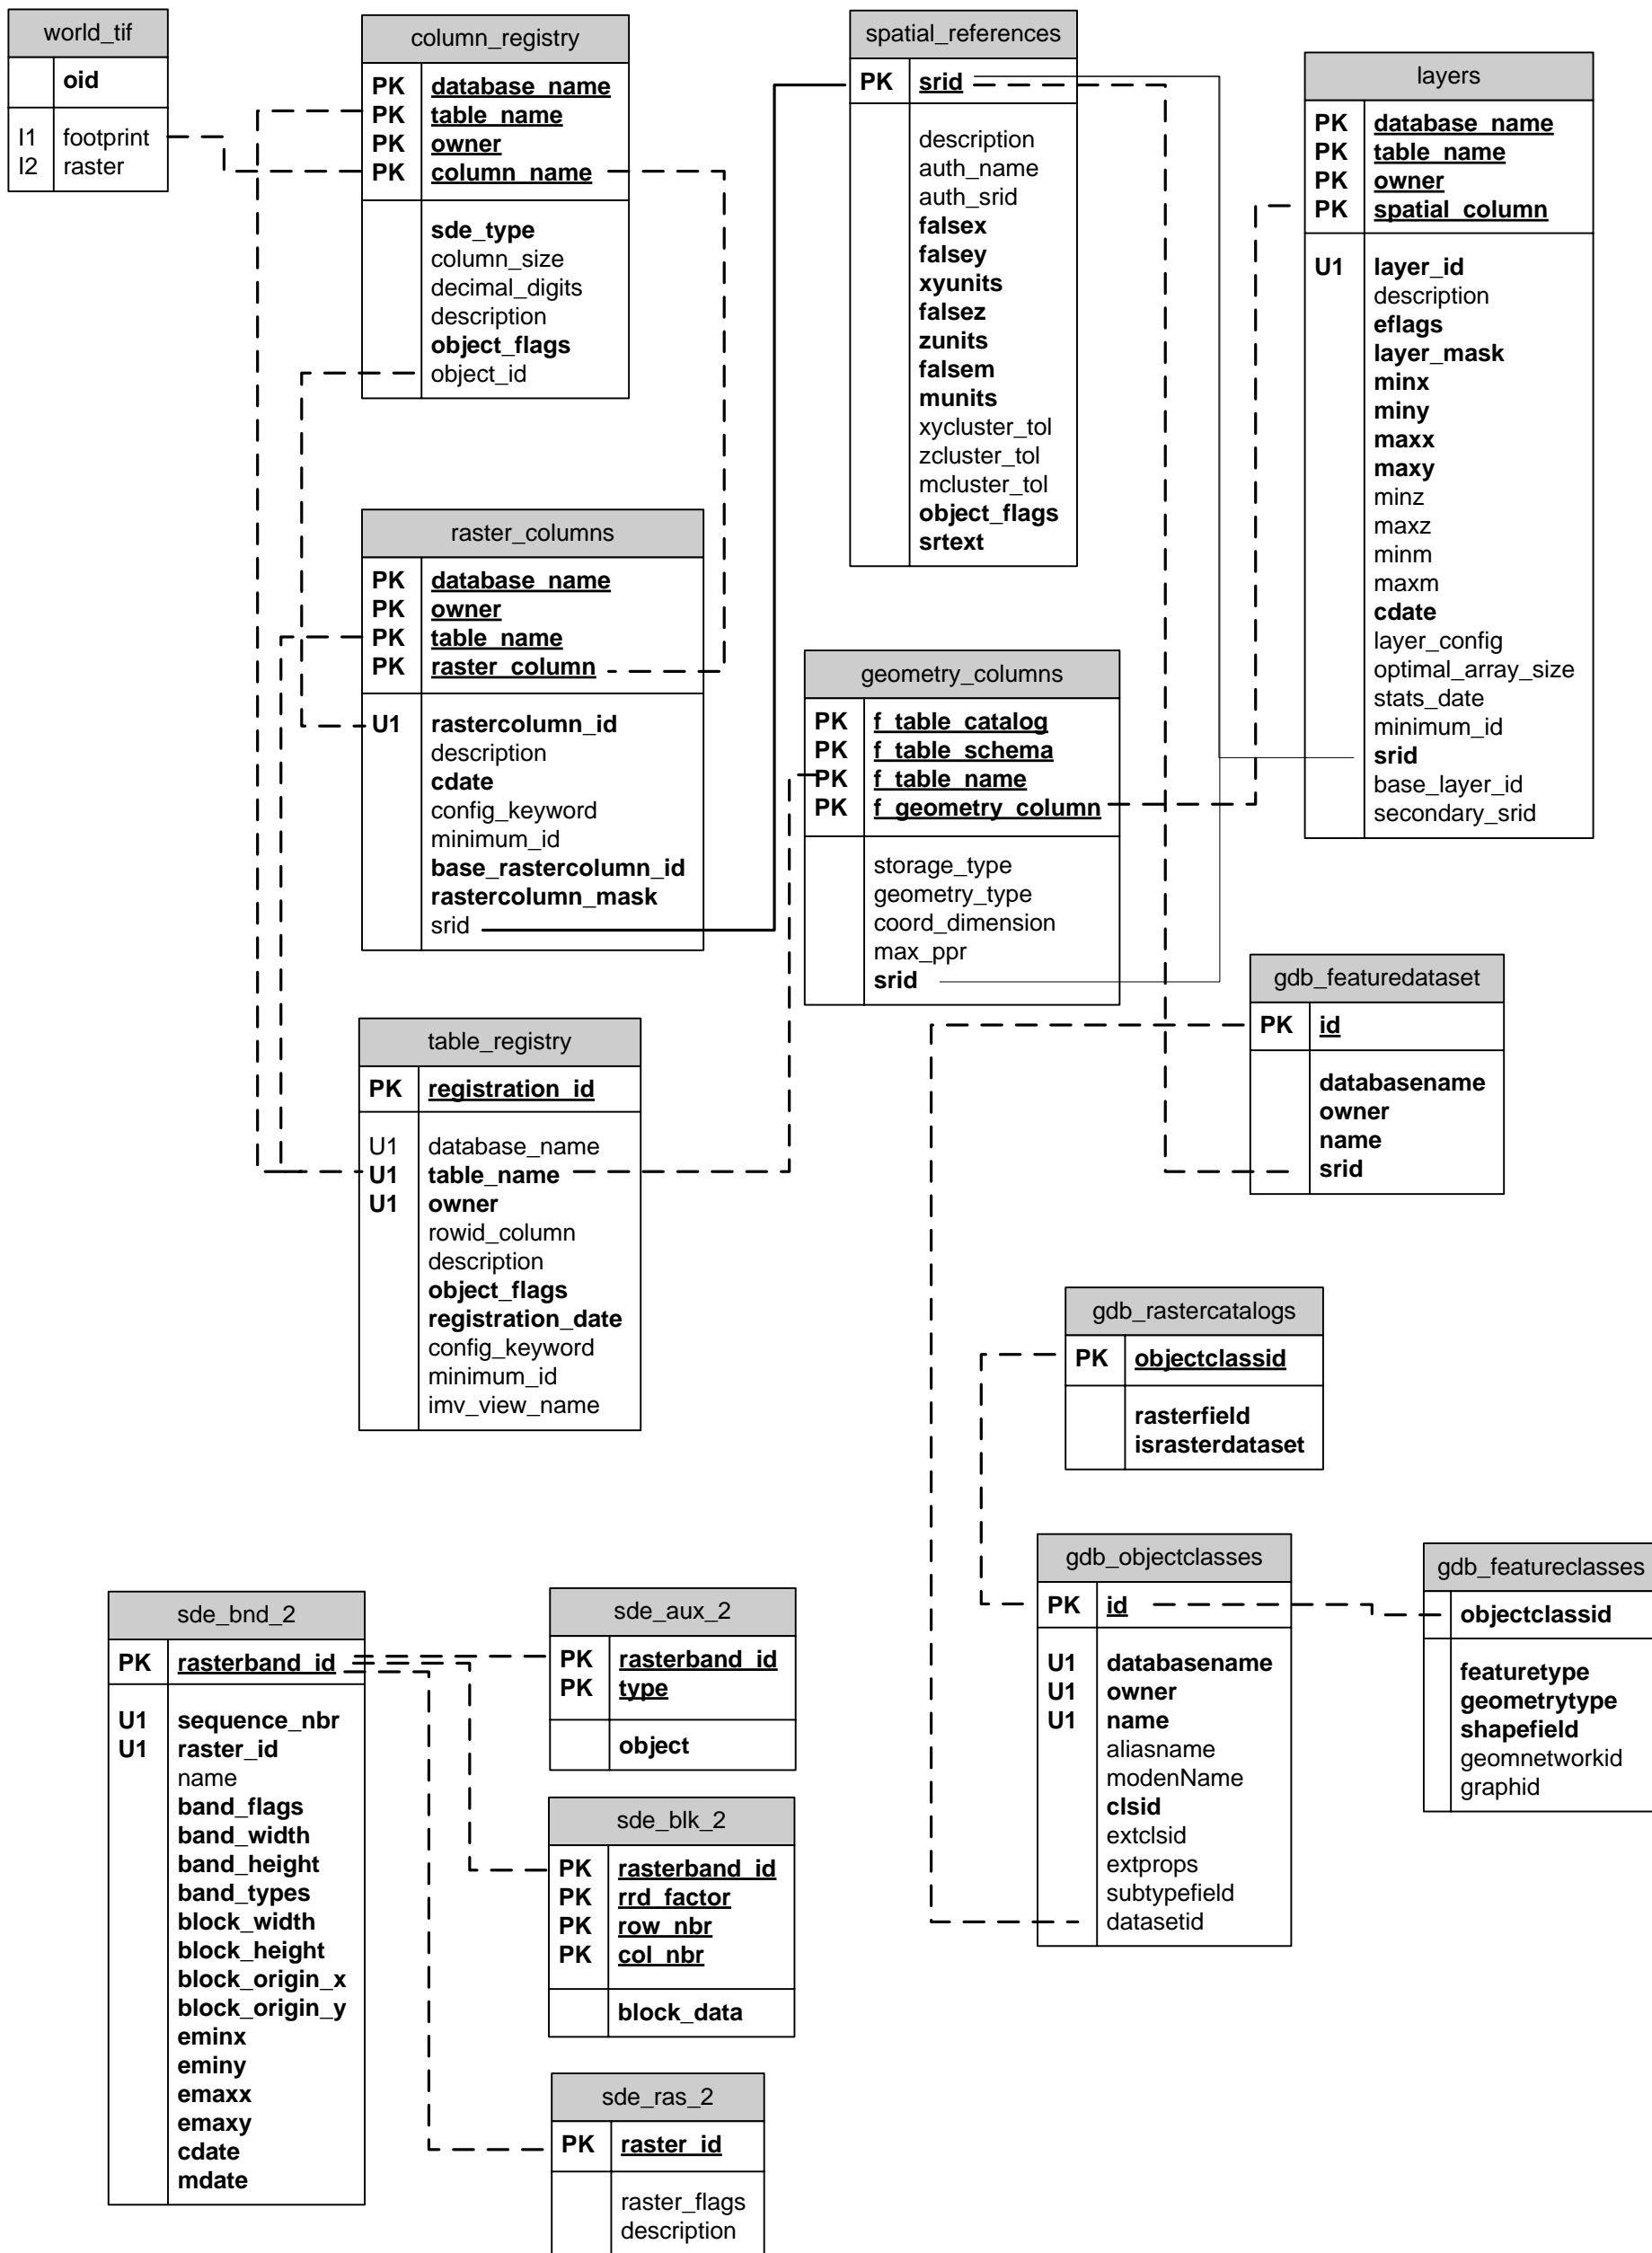 world_tif
oid
I1 footprint
I2 raster
column_registry
PK database_name
PK table_name
PK owner
PK column_name
sde_type
column_size
decimal_digits
description
object_flags
object_id
spatial_references
PK srid
description
auth_name
auth_srid
falsex
falsey
xyunits
falsez
zunits
falsem
munits
xycluster_tol
zcluster_tol
mcluster_tol
object_flags
srtext
layers
PK database_name
PK table_name
PK owner
PK spatial_column
U1 layer_id
description
eflags
layer_mask
minx
miny
maxx
maxy
minz
maxz
minm
maxm
cdate
layer_config
optimal_array_size
stats_date
minimum_id
srid
base_layer_id
secondary_srid
raster_columns
PK database_name
PK owner
PK table_name
PK raster_column
U1 rastercolumn_id
description
cdate
config_keyword
minimum_id
base_rastercolumn_id
rastercolumn_mask
srid
geometry_columns
PK f_table_catalog
PK f_table_schema
PK f_table_name
PK f_geometry_column
storage_type
geometry_type
coord_dimension
max_ppr
srid
gdb_featuredataset
PK id
databasename
owner
name
srid
table_registry
PK registration_id
U1 database_name
U1 table_name
U1 owner
rowid_column
description
object_flags
registration_date
config_keyword
minimum_id
imv_view_name
gdb_rastercatalogs
PK objectclassid
rasterfield
israsterdataset
gdb_objectclasses
PK id
U1 databasename
U1 owner
U1 name
aliasname
modenName
clsid
extclsid
extprops
subtypefield
datasetid
gdb_featureclasses
objectclassid
featuretype
geometrytype
shapefield
geomnetworkid
graphid
sde_bnd_2
PK rasterband_id
U1 sequence_nbr
U1 raster_id
name
band_flags
band_width
band_height
band_types
block_width
block_height
block_origin_x
block_origin_y
eminx
eminy
emaxx
emaxy
cdate
mdate
sde_aux_2
PK rasterband_id
PK type
object
sde_blk_2
PK rasterband_id
PK rrd_factor
PK row_nbr
PK col_nbr
block_data
sde_ras_2
PK raster_id
raster_flags
description